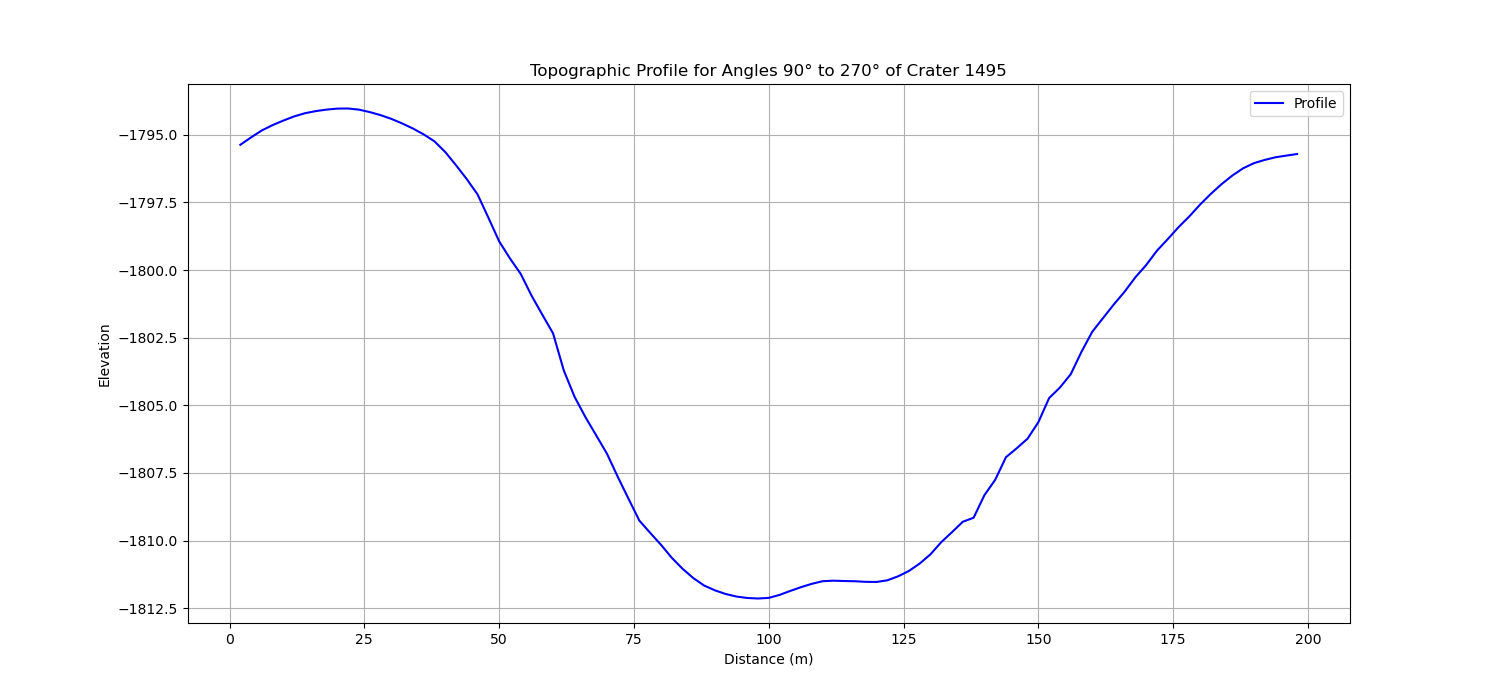 Topographic Profile for Angles 90° to 270° of Crater 1495
Profile
−1795.0
−1797.5
−1800.0
−1802.5
−1805.0
−1807.5
−1810.0
−1812.5
Elevation
0 25 50 75 100 125 150 175 200
Distance (m)